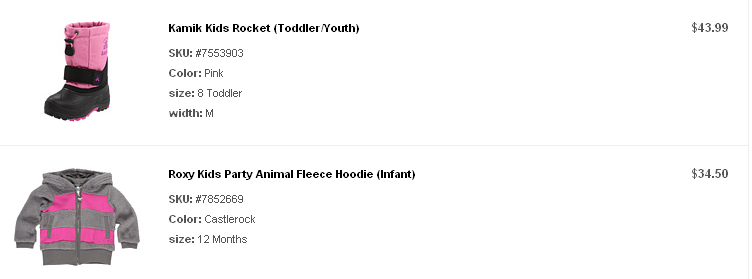 Kamik Kids Rocket (Toddler/Youth)
$43.99
SKU: #7553903
Color: Pink
size: 8 Toddler
width: M
Roxy Kids Party Animal Fleece Hoodie (Infant)
$34.50
SKU: #7852669
Color: Castlerock
size: 12 Months